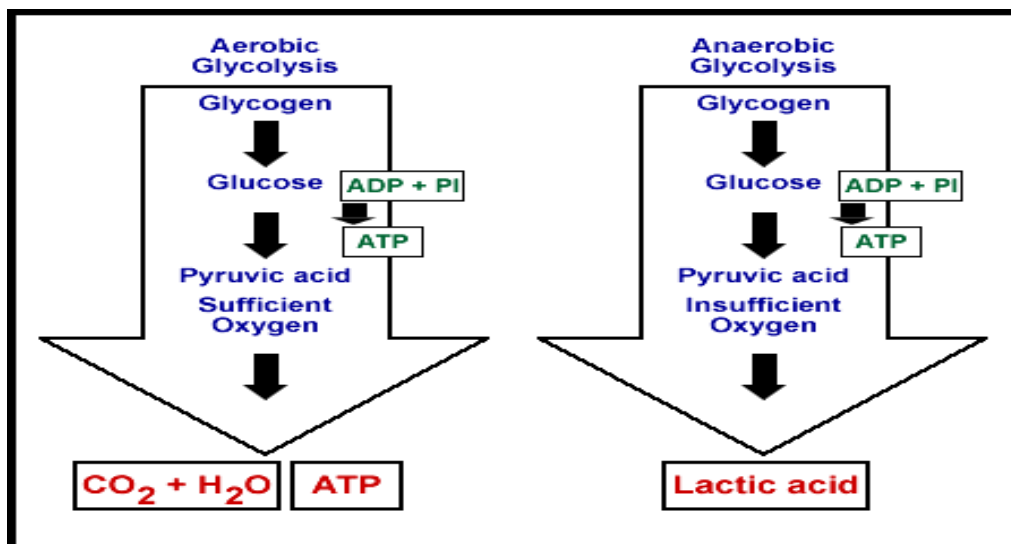 Aerobic
Glycolysis
Glycogen
Glucose
ADP + PI
ATP
Pyruvic acid
Sufficient
Oxygen
CO₂ + H₂O
ATP
Anaerobic
Glycolysis
Glycogen
Glucose
ADP + PI
ATP
Pyruvic acid
Insufficient
Oxygen
Lactic acid